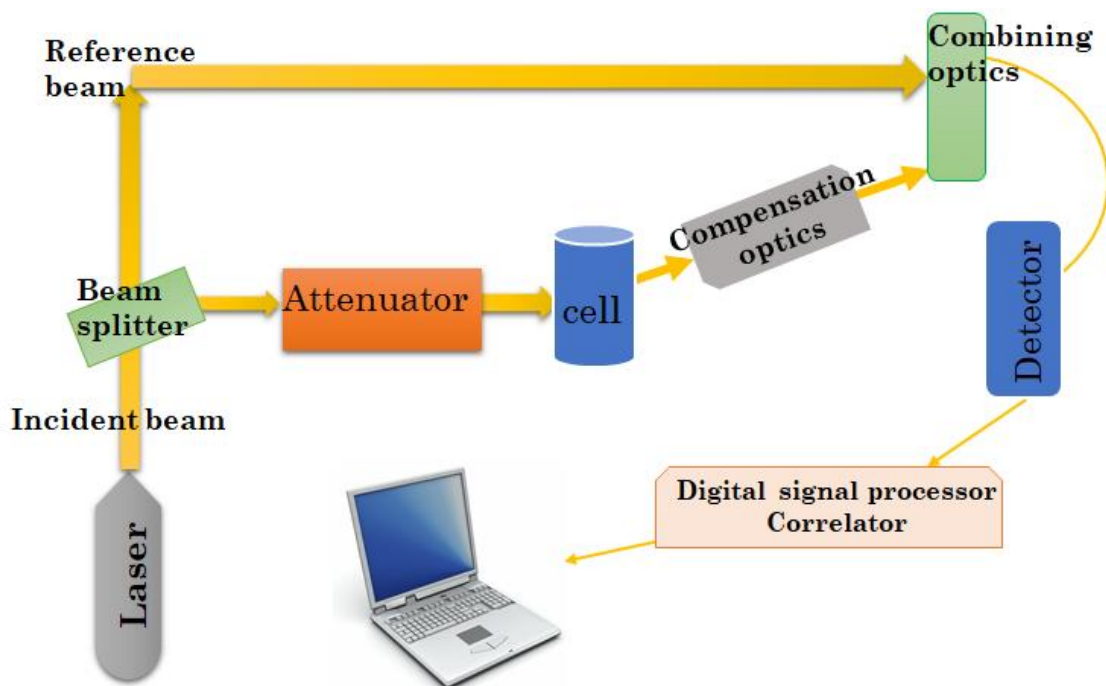 Reference
beam
Combining
optics
Compensation
optics
Beam
splitter
Attenuator
cell
Detector
Incident beam
Laser
Digital signal processor
Correlator